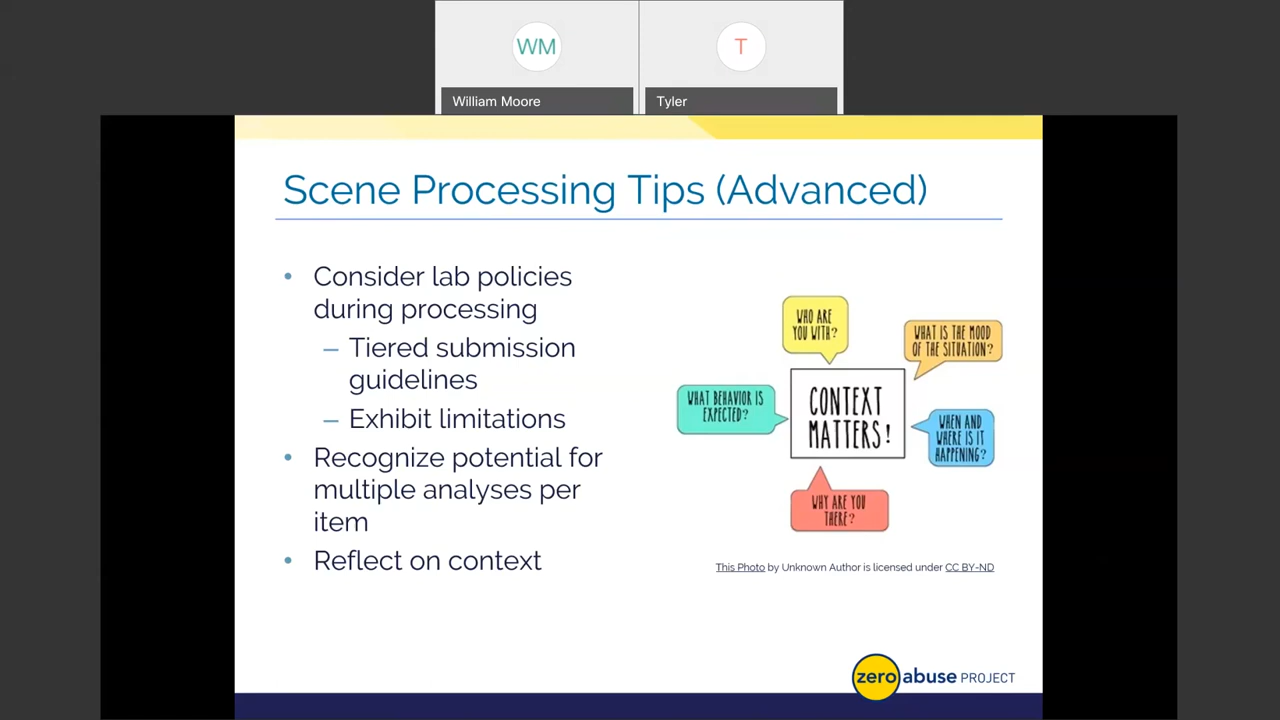 WM
T
William Moore
Tyler
Scene Processing Tips (Advanced)
• Consider lab policies
during processing
– Tiered submission
guidelines
– Exhibit limitations
• Recognize potential for
multiple analyses per
item
• Reflect on context
WHO ARE
YOU WITH?
WHAT IS THE MOOD
OF THE SITUATION?
WHAT BEHAVIOR IS
EXPECTED?
CONTEXT
MATTERS!
WHEN AND
WHERE IS IT
HAPPENING?
WHY ARE YOU
THERE?
This Photo by Unknown Author is licensed under CC BY-ND
zero abuse PROJECT